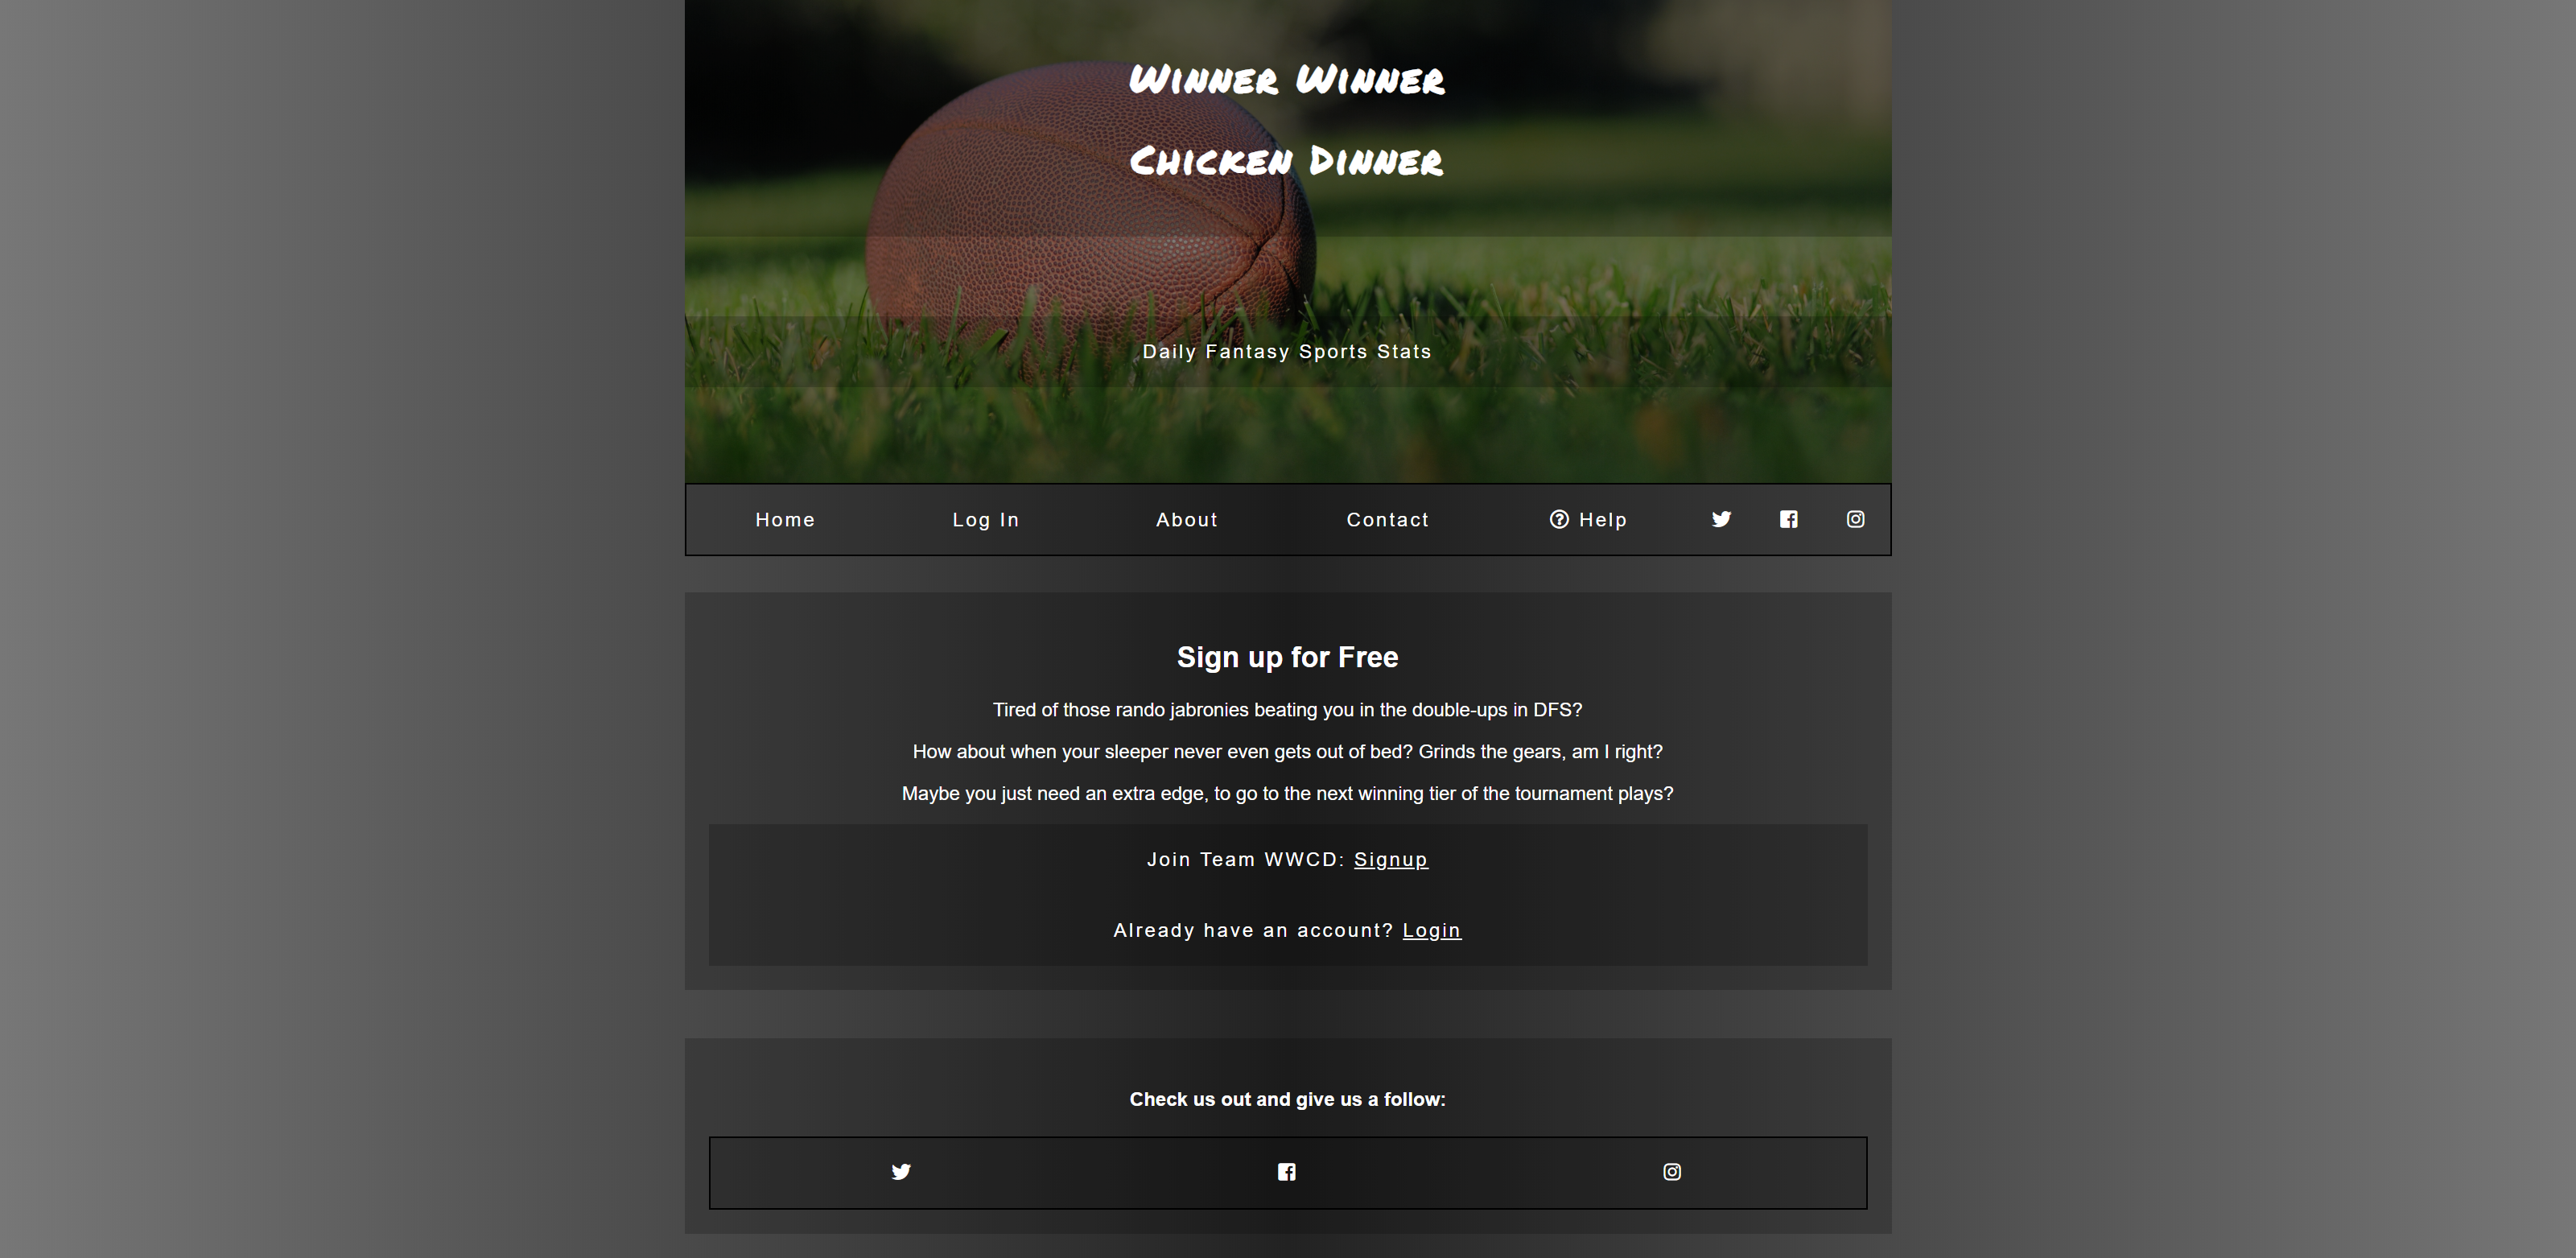 Winner Winner
Chicken Dinner
Daily Fantasy Sports Stats
Home Log In About Contact Help
Sign up for Free
Tired of those rando jabronies beating you in the double-ups in DFS?
How about when your sleeper never even gets out of bed? Grinds the gears, am I right?
Maybe you just need an extra edge, to go to the next winning tier of the tournament plays?
Join Team WWCD: Signup
Already have an account? Login
Check us out and give us a follow: